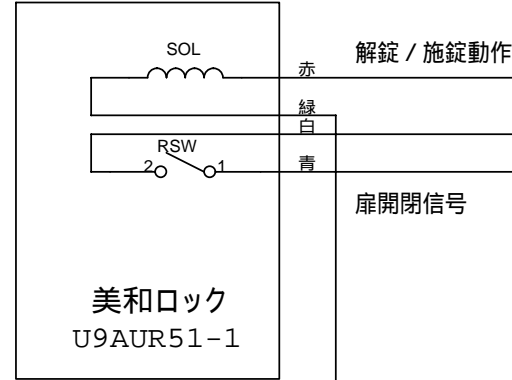 SOL
赤
解錠 / 施錠動作
緑
白
RSW
2
1
青
扉開閉信号
美和ロック
U9AUR51-1